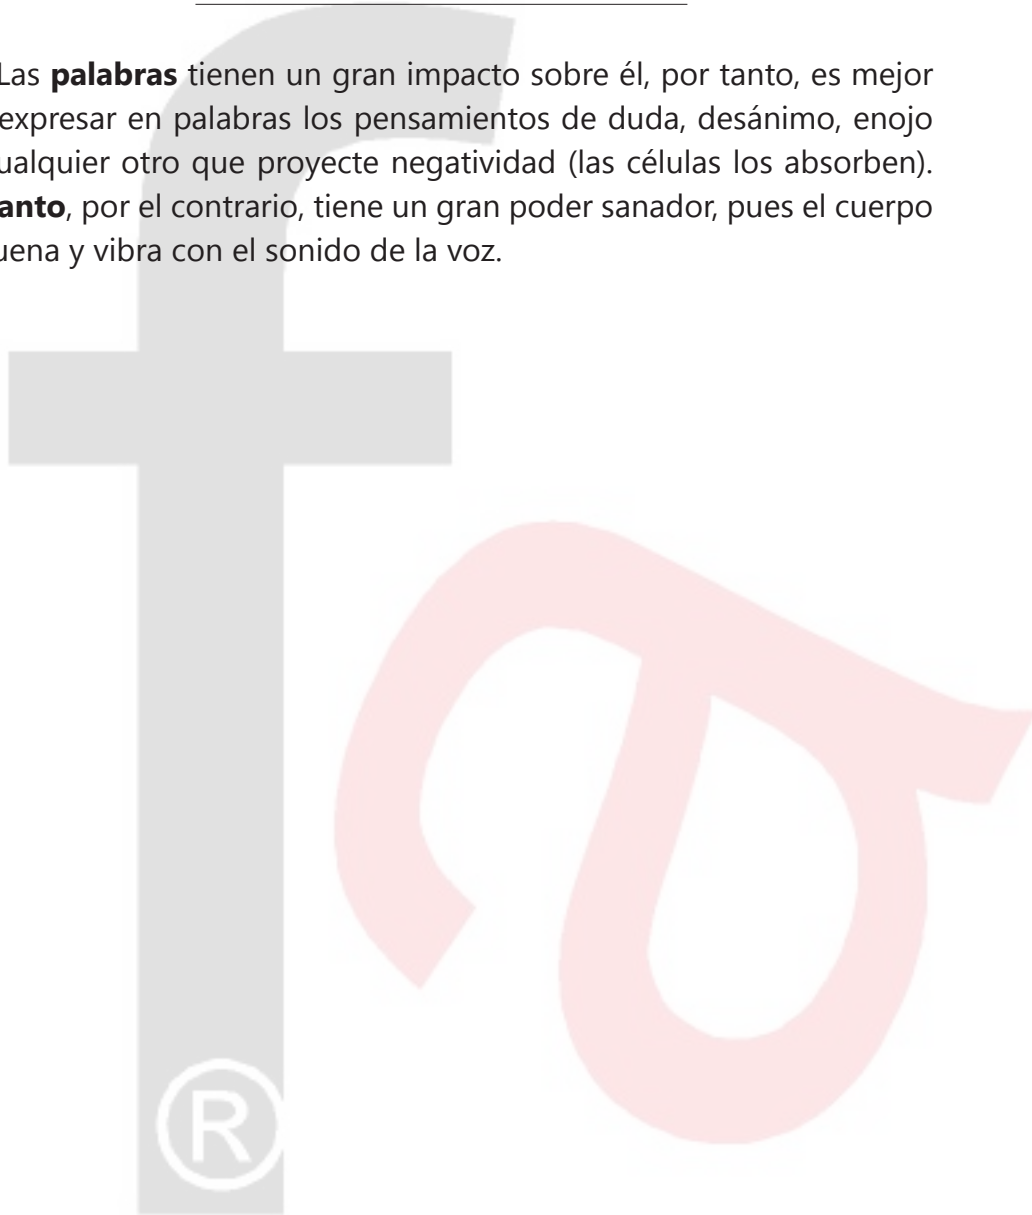 Las palabras tienen un gran impacto sobre él, por tanto, es mejor
expresar en palabras los pensamientos de duda, desánimo, enojo
ualquier otro que proyecte negatividad (las células los absorben).
anto, por el contrario, tiene un gran poder sanador, pues el cuerpo
uena y vibra con el sonido de la voz.
®